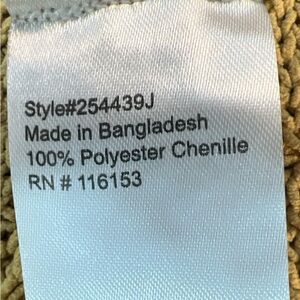 Style#254439J
Made in Bangladesh
100% Polyester Chenille
RN # 116153